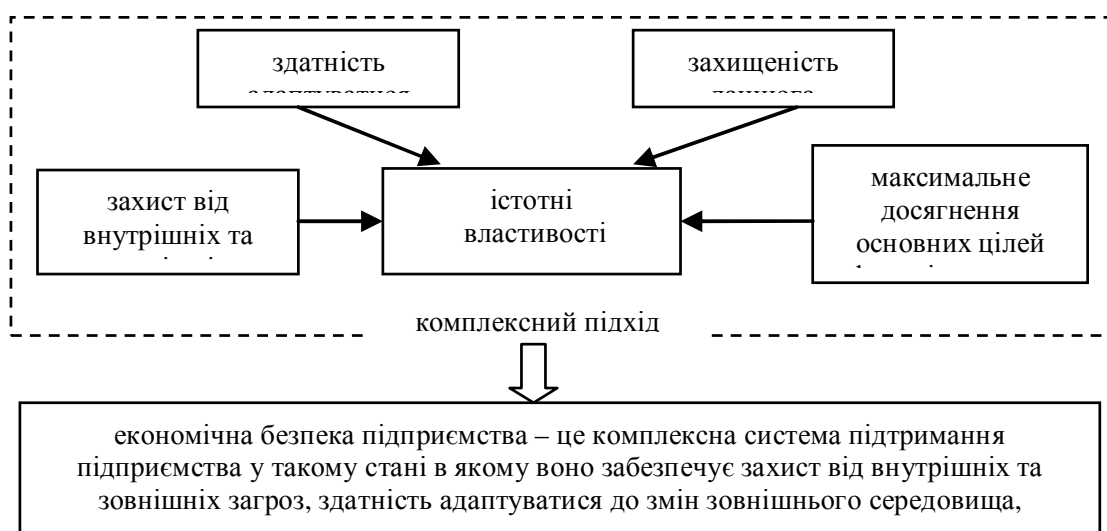 здатність
адаптуватися
захищеність
захист від
внутрішніх та
істотні
властивості
максимальне
досягнення
основних цілей
комплексний підхід
економічна безпека підприємства – це комплексна система підтримання
підприємства у такому стані в якому воно забезпечує захист від внутрішніх та
зовнішніх загроз, здатність адаптуватися до змін зовнішнього середовища,